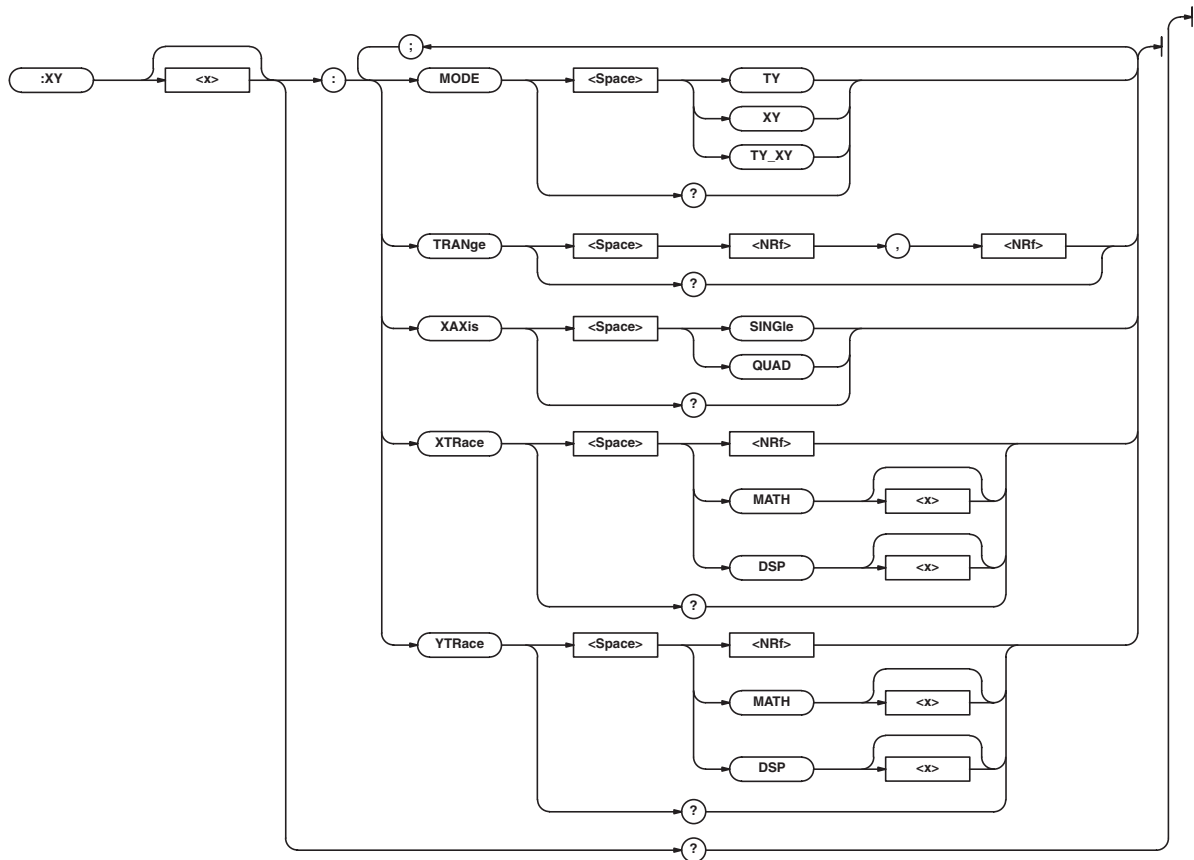 ;
:XY <x> : MODE <Space> TY
XY
TY_XY
?
TRANge <Space> <NRf> , <NRf>
?
XAXis <Space> SINGle
QUAD
?
XTRace <Space> <NRf>
MATH <x>
DSP <x>
?
YTRace <Space> <NRf>
MATH <x>
DSP <x>
?
?